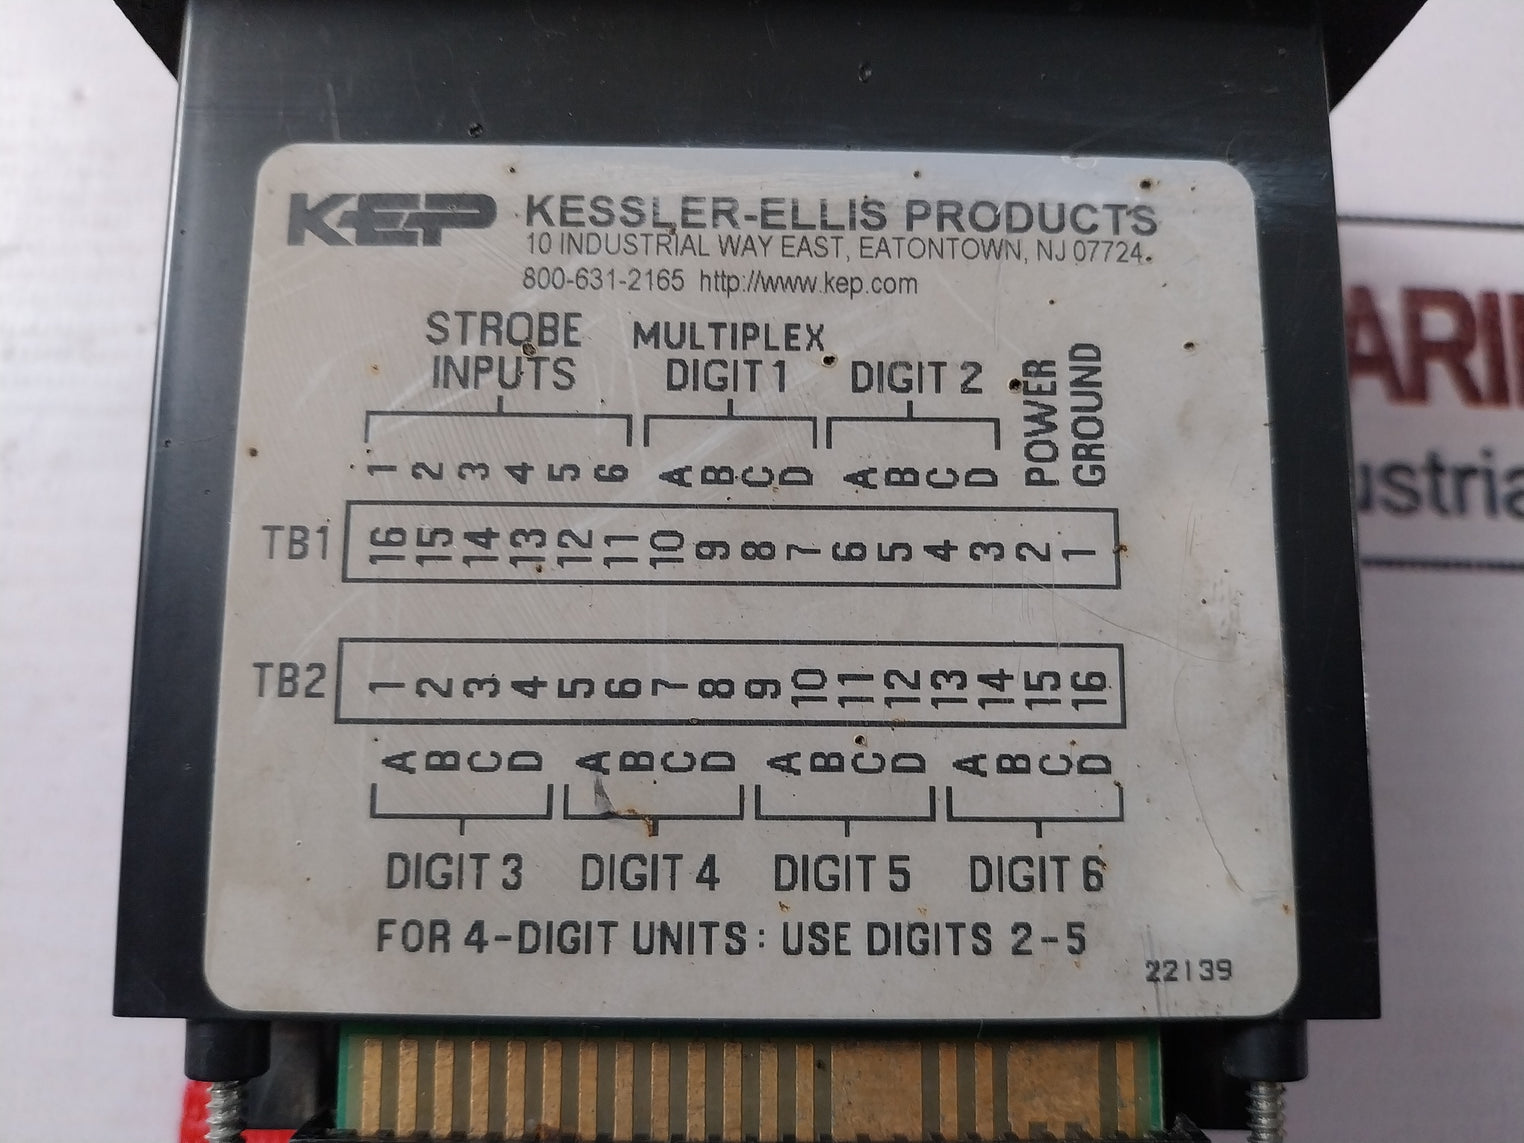 KEP KESSLER-ELLIS PRODUCTS
10 INDUSTRIAL WAY EAST, EATONTOWN, NJ 07724
800-631-2165 http://www.kep.com
STROBE INPUTS
MULTIPLEX
DIGIT 1
DIGIT 2
POWER
GROUND
1 2 3 4 5 6 A B C D A B C D
TB1 16 15 14 13 12 11 10 9 8 7 6 5 4 3 2 1
TB2 1 2 3 4 5 6 7 8 9 10 11 12 13 14 15 16
A B C D A B C D A B C D A B C D
DIGIT 3 DIGIT 4 DIGIT 5 DIGIT 6
FOR 4-DIGIT UNITS: USE DIGITS 2-5
22139